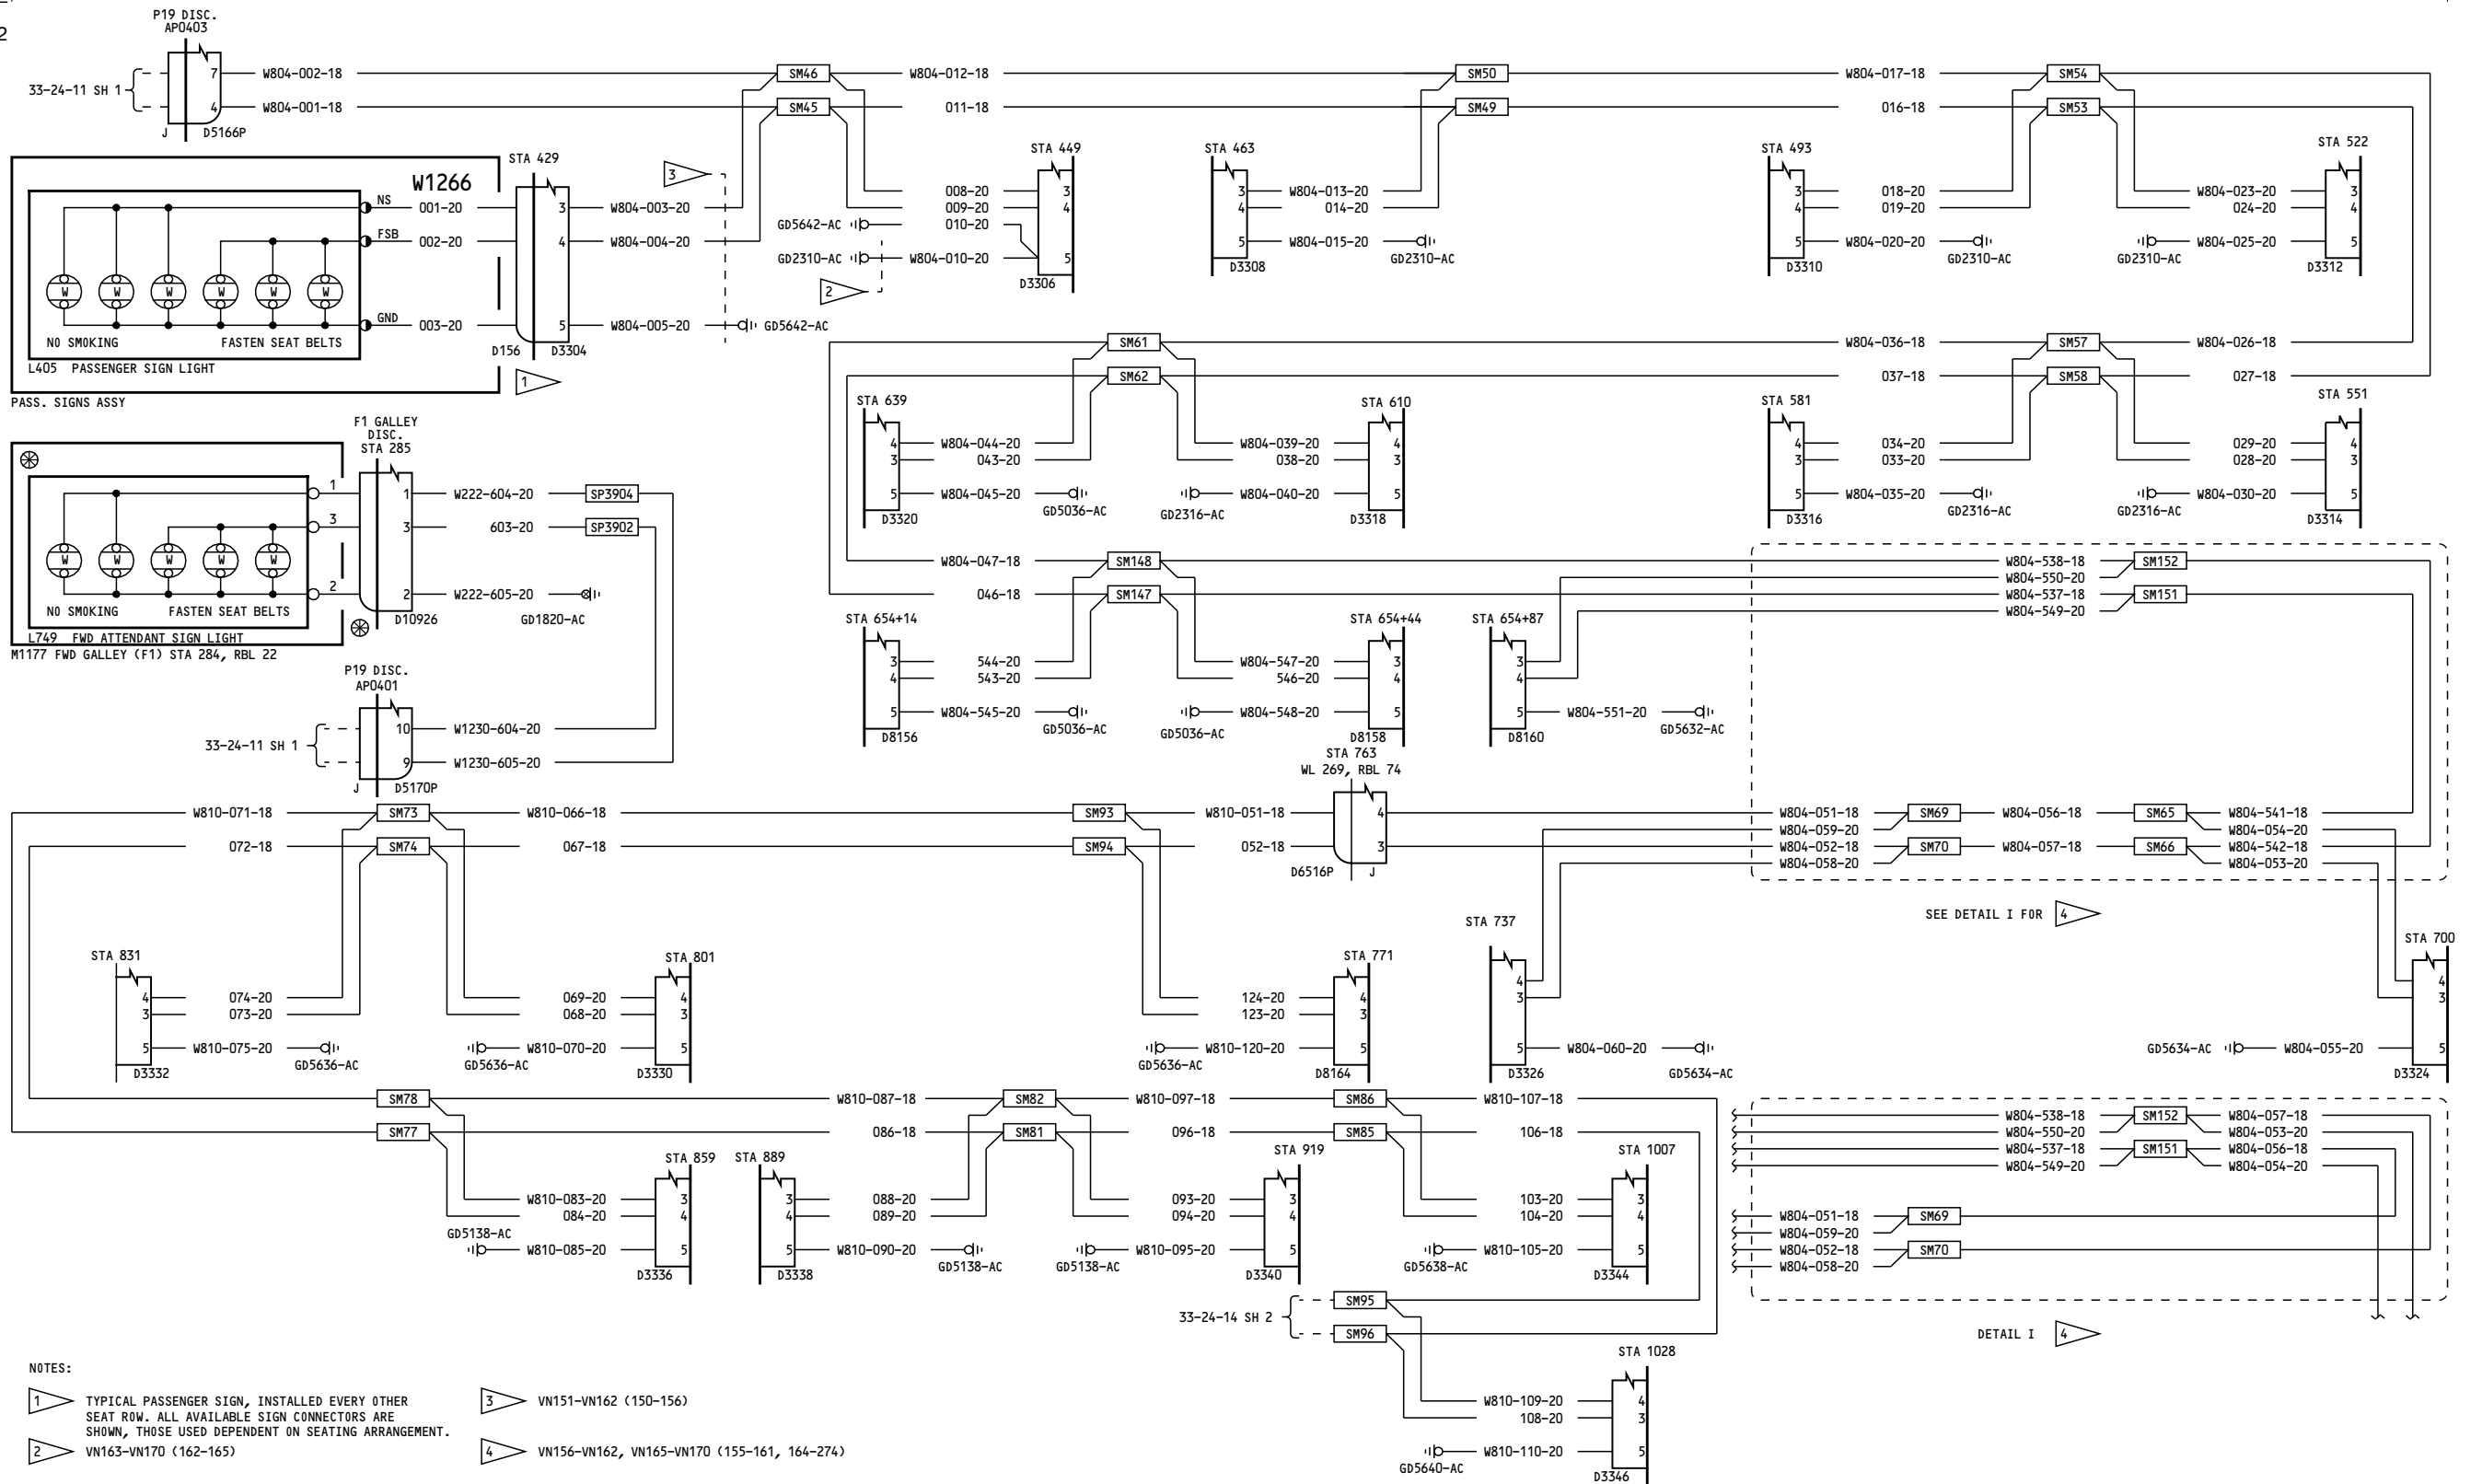 2
P19 DISC.
AP0403
33-24-11 SH 1
7
4
J D5166P
W804-002-18
W804-001-18
SM46
SM45
W804-012-18
011-18
SM50
SM49
W804-017-18
016-18
SM54
SM53
STA 429
W1266
NS
FSB
GND
001-20
002-20
003-20
W W W W W W
NO SMOKING FASTEN SEAT BELTS
L405 PASSENGER SIGN LIGHT
PASS. SIGNS ASSY
3
4
5
D156 D3304
1
W804-003-20
W804-004-20
W804-005-20
GD5642-AC
3
STA 449
008-20
009-20
010-20
W804-010-20
GD5642-AC
GD2310-AC
2
3
4
5
D3306
STA 463
3
4
5
D3308
W804-013-20
014-20
W804-015-20
GD2310-AC
STA 493
3
4
5
D3310
018-20
019-20
W804-020-20
GD2310-AC
STA 522
W804-023-20
024-20
W804-025-20
GD2310-AC
3
4
5
D3312
SM61
SM62
W804-036-18
037-18
SM57
SM58
W804-026-18
027-18
STA 639
4
3
5
D3320
W804-044-20
043-20
W804-045-20
GD5036-AC
STA 610
W804-039-20
038-20
W804-040-20
GD2316-AC
4
3
5
D3318
STA 581
4
3
5
D3316
034-20
033-20
W804-035-20
GD2316-AC
STA 551
029-20
028-20
W804-030-20
GD2316-AC
4
3
5
D3314
F1 GALLEY
DISC.
STA 285
1
3
2
W W W W W
NO SMOKING FASTEN SEAT BELTS
L749 FWD ATTENDANT SIGN LIGHT
M1177 FWD GALLEY (F1) STA 284, RBL 22
1
3
2
D10926
W222-604-20
603-20
W222-605-20
SP3904
SP3902
GD1820-AC
P19 DISC.
AP0401
33-24-11 SH 1
10
9
J D5170P
W1230-604-20
W1230-605-20
W804-047-18
046-18
SM148
SM147
W804-538-18
W804-550-20
W804-537-18
W804-549-20
SM152
SM151
STA 654+14
3
4
5
D8156
544-20
543-20
W804-545-20
GD5036-AC
STA 654+44
W804-547-20
546-20
W804-548-20
GD5036-AC
3
4
5
D8158
STA 654+87
3
4
5
D8160
W804-551-20
GD5632-AC
STA 763
WL 269, RBL 74
W810-071-18
072-18
SM73
SM74
W810-066-18
067-18
SM93
SM94
W810-051-18
052-18
4
3
D6516P J
W804-051-18
W804-059-20
W804-052-18
W804-058-20
SM69
SM70
W804-056-18
W804-057-18
SM65
SM66
W804-541-18
W804-054-20
W804-542-18
W804-053-20
SEE DETAIL I FOR 4
STA 831
4
3
5
D3332
074-20
073-20
W810-075-20
GD5636-AC
STA 801
069-20
068-20
W810-070-20
GD5636-AC
4
3
5
D3330
STA 771
124-20
123-20
W810-120-20
GD5636-AC
4
3
5
D8164
STA 737
4
3
5
D3326
W804-060-20
GD5634-AC
STA 700
4
3
5
GD5634-AC
W804-055-20
D3324
SM78
SM77
W810-087-18
086-18
SM82
SM81
W810-097-18
096-18
SM86
SM85
W810-107-18
106-18
STA 859
W810-083-20
084-20
W810-085-20
GD5138-AC
3
4
5
D3336
STA 889
3
4
5
D3338
088-20
089-20
W810-090-20
GD5138-AC
STA 919
093-20
094-20
W810-095-20
GD5138-AC
3
4
5
D3340
STA 1007
103-20
104-20
W810-105-20
GD5638-AC
3
4
5
D3344
W804-538-18
W804-550-20
W804-537-18
W804-549-20
SM152
SM151
W804-057-18
W804-053-20
W804-056-18
W804-054-20
W804-051-18
W804-059-20
W804-052-18
W804-058-20
SM69
SM70
DETAIL I 4
33-24-14 SH 2
SM95
SM96
STA 1028
W810-109-20
108-20
W810-110-20
GD5640-AC
4
3
5
D3346
NOTES:
1 TYPICAL PASSENGER SIGN, INSTALLED EVERY OTHER
SEAT ROW. ALL AVAILABLE SIGN CONNECTORS ARE
SHOWN, THOSE USED DEPENDENT ON SEATING ARRANGEMENT.
2 VN163-VN170 (162-165)
3 VN151-VN162 (150-156)
4 VN156-VN162, VN165-VN170 (155-161, 164-274)